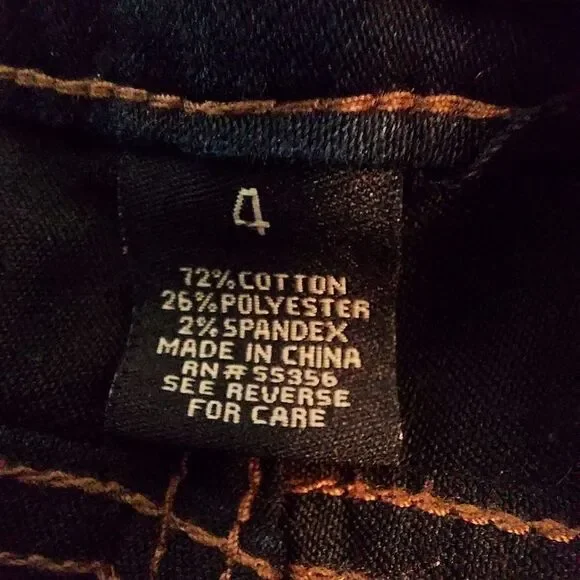 4
72% COTTON
26% POLYESTER
2% SPANDEX
MADE IN CHINA
RN# 55356
SEE REVERSE
FOR CARE